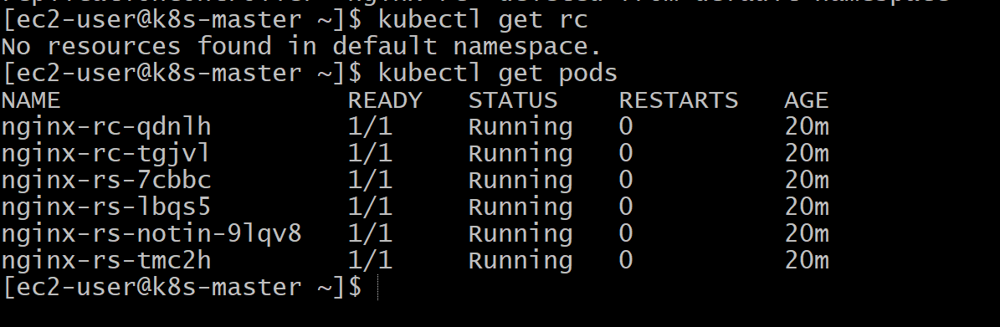 [ec2-user@k8s-master ~]$ kubectl get rc
No resources found in default namespace.
[ec2-user@k8s-master ~]$ kubectl get pods
NAME READY STATUS RESTARTS AGE
nginx-rc-qdnlh 1/1 Running 0 20m
nginx-rc-tgjvl 1/1 Running 0 20m
nginx-rs-7cbbc 1/1 Running 0 20m
nginx-rs-lbqs5 1/1 Running 0 20m
nginx-rs-notin-9lqv8 1/1 Running 0 20m
nginx-rs-tmc2h 1/1 Running 0 20m
[ec2-user@k8s-master ~]$